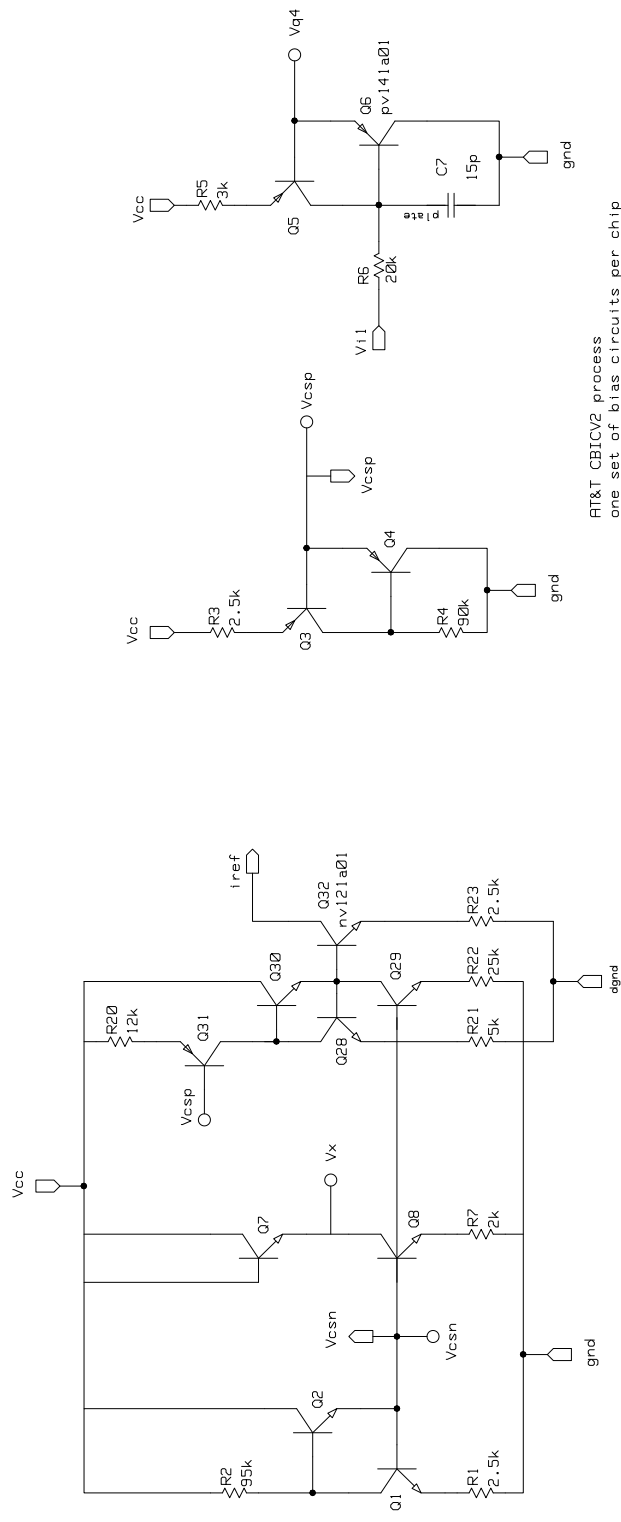 Vcc
R2
95k
Q1
R1
2.5k
Q2
Vcsn
Vcsn
gnd
Q7
Vx
Q8
R7
2k
Vcsp
R20
12k
Q31
Q30
Q28
Q29
R21
5k
R22
25k
iref
Q32
nv121a01
R23
2.5k
dgnd
Vcc
R3
2.5k
Q3
Q4
R4
90k
gnd
Vcsp
Vcsp
Vcc
R5
3k
Q5
Vq4
Q6
pv141a01
Vil
R6
20k
plate
C7
15p
gnd
AT&T CBICV2 process
one set of bias circuits per chip